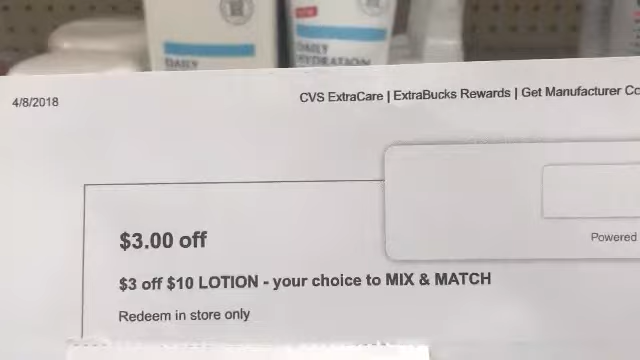 DAILY
DAILY
HYDRATION
4/8/2018
CVS ExtraCare | ExtraBucks Rewards | Get Manufacturer Co
Powered
$3.00 off
$3 off $10 LOTION - your choice to MIX & MATCH
Redeem in store only